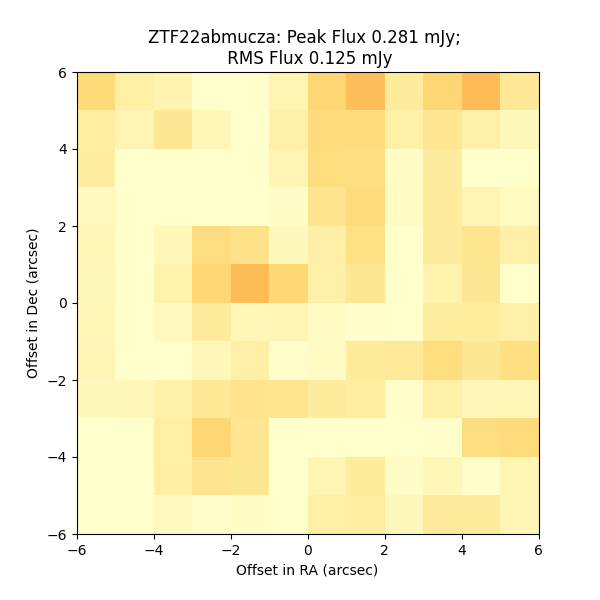 ZTF22abmucza: Peak Flux 0.281 mJy;
RMS Flux 0.125 mJy
6
4
2
0
−2
−4
−6
Offset in Dec (arcsec)
−6 −4 −2 0 2 4 6
Offset in RA (arcsec)